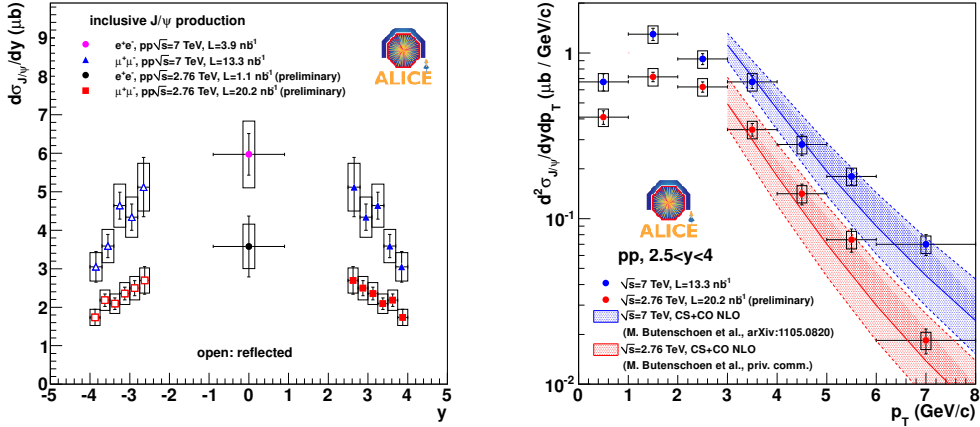 dσJ/ψ/dy (μb)
inclusive J/ψ production
e⁺e⁻, pp√s=7 TeV, L=3.9 nb⁻¹
μ⁺μ⁻, pp√s=7 TeV, L=13.3 nb⁻¹
e⁺e⁻, pp√s=2.76 TeV, L=1.1 nb⁻¹ (preliminary)
μ⁺μ⁻, pp√s=2.76 TeV, L=20.2 nb⁻¹ (preliminary)
ALICE
9
8
7
6
5
4
3
2
1
0
open: reflected
-5 -4 -3 -2 -1 0 1 2 3 4 5
y
d²σJ/ψ/dydpT (μb / GeV/c)
1
10⁻¹
10⁻²
ALICE
pp, 2.5<y<4
√s=7 TeV, L=13.3 nb⁻¹
√s=2.76 TeV, L=20.2 nb⁻¹ (preliminary)
√s=7 TeV, CS+CO NLO
(M. Butenschoen et al., arXiv:1105.0820)
√s=2.76 TeV, CS+CO NLO
(M. Butenschoen et al., priv. comm.)
0 1 2 3 4 5 6 7 8
pT (GeV/c)